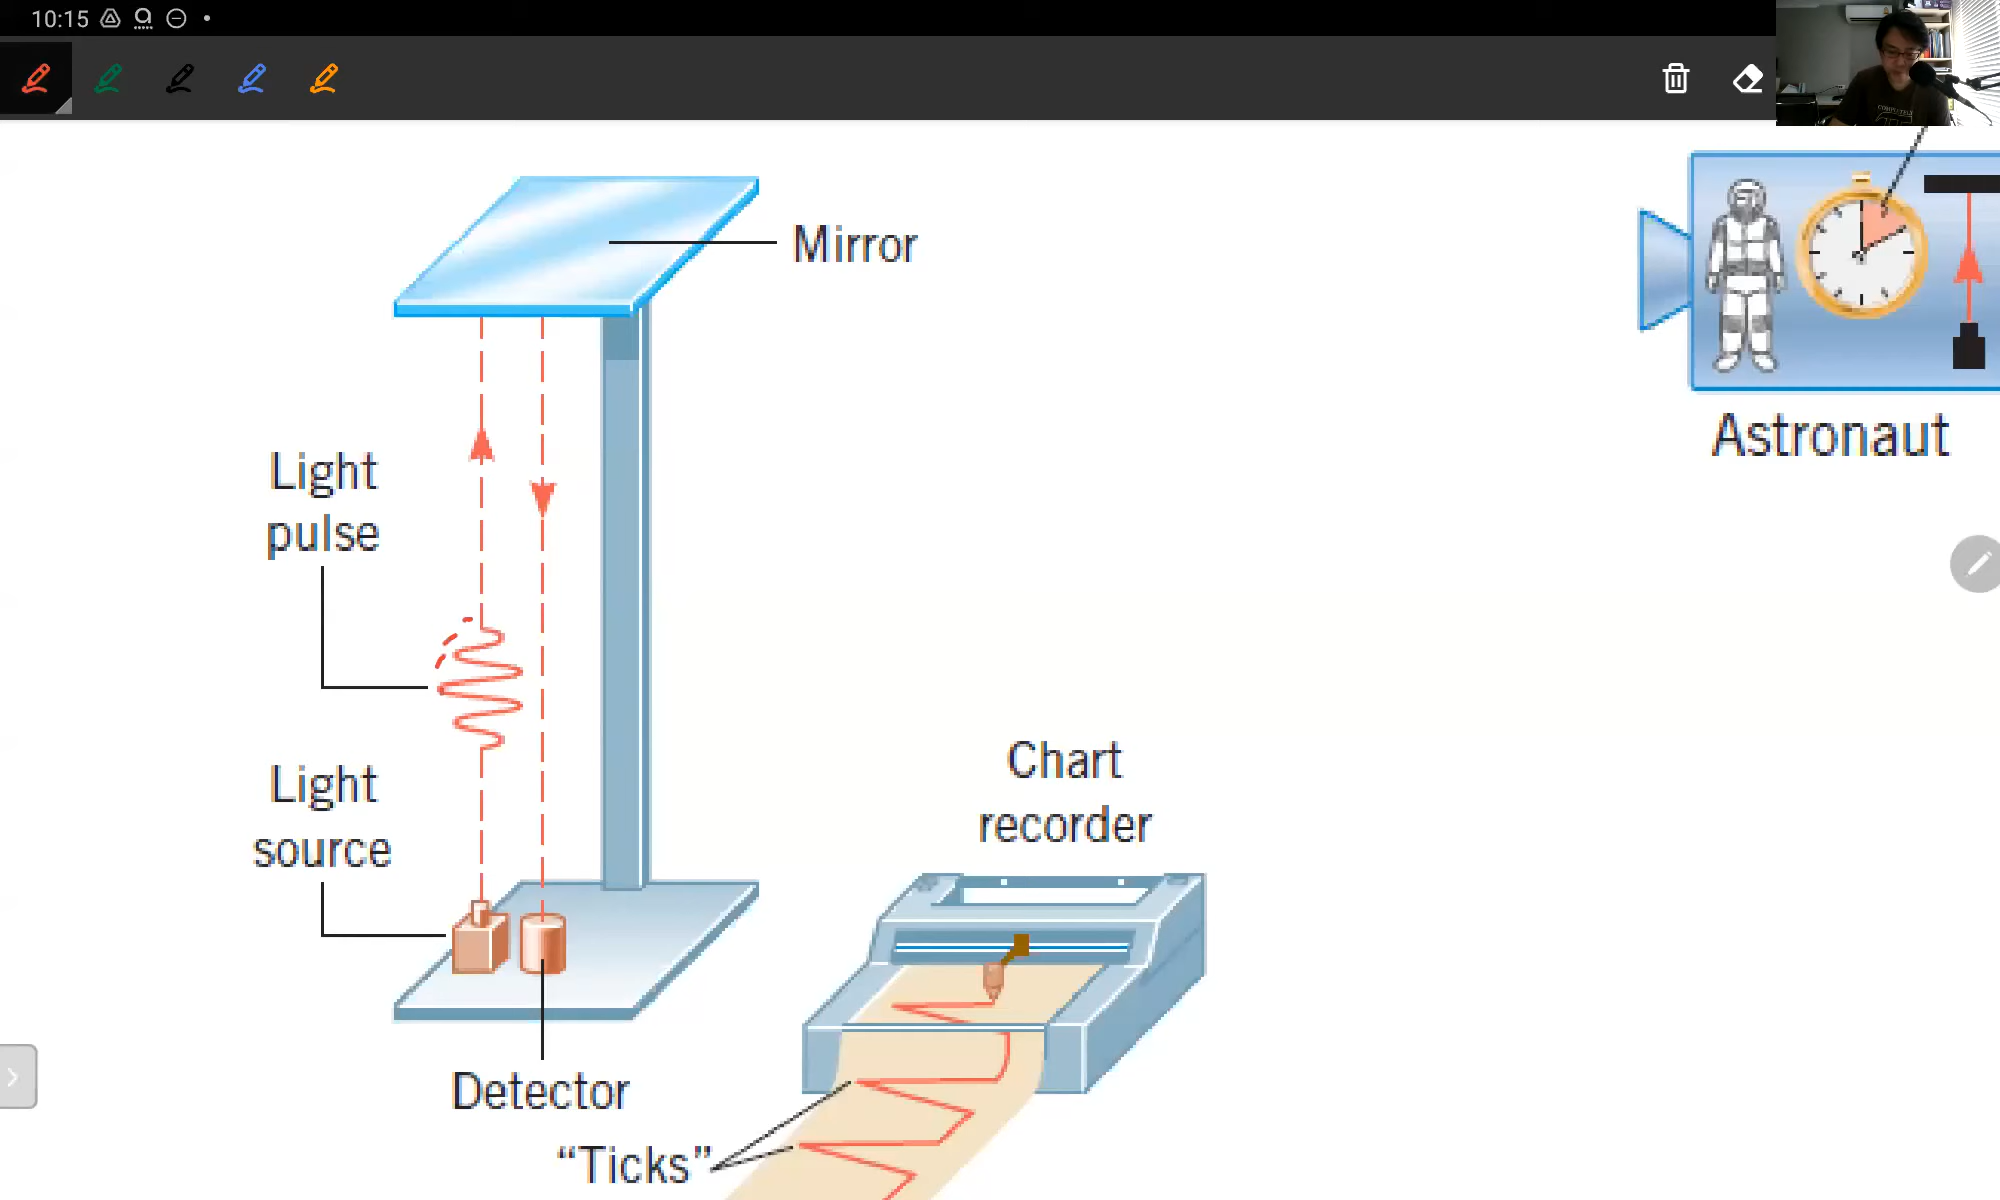 10:15
Mirror
Astronaut
Light
pulse
Light
source
Chart
recorder
Detector
“Ticks”